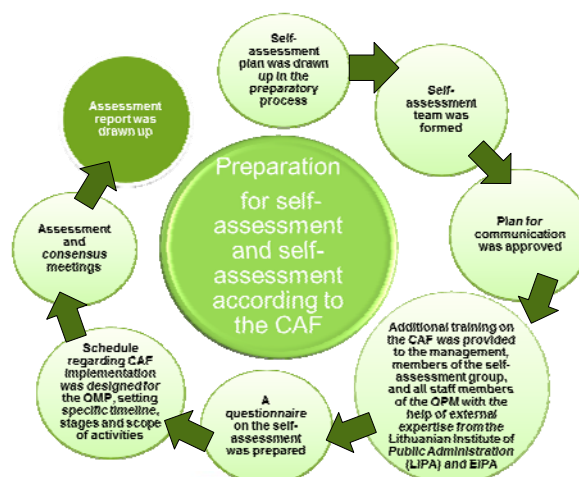 Self-
assessment
plan was drawn
up in the
preparatory
process
Self-
assessment
team was
formed
Plan for
communication
was approved
Additional training on
the CAF was provided
to the management,
members of the self-
assessment group,
and all staff members
of the OPM with the
help of external
expertise from the
Lithuanian Institute of
Public Administration
(LIPA) and EIPA
A
questionnaire
on the self-
assessment
was prepared
Schedule
regarding CAF
implementation
was designed for
the OMP, setting
specific timeline,
stages and scope
of activities
Assessment
and
consensus
meetings
Assessment
report was
drawn up
Preparation
for self-
assessment
and self-
assessment
according to
the CAF